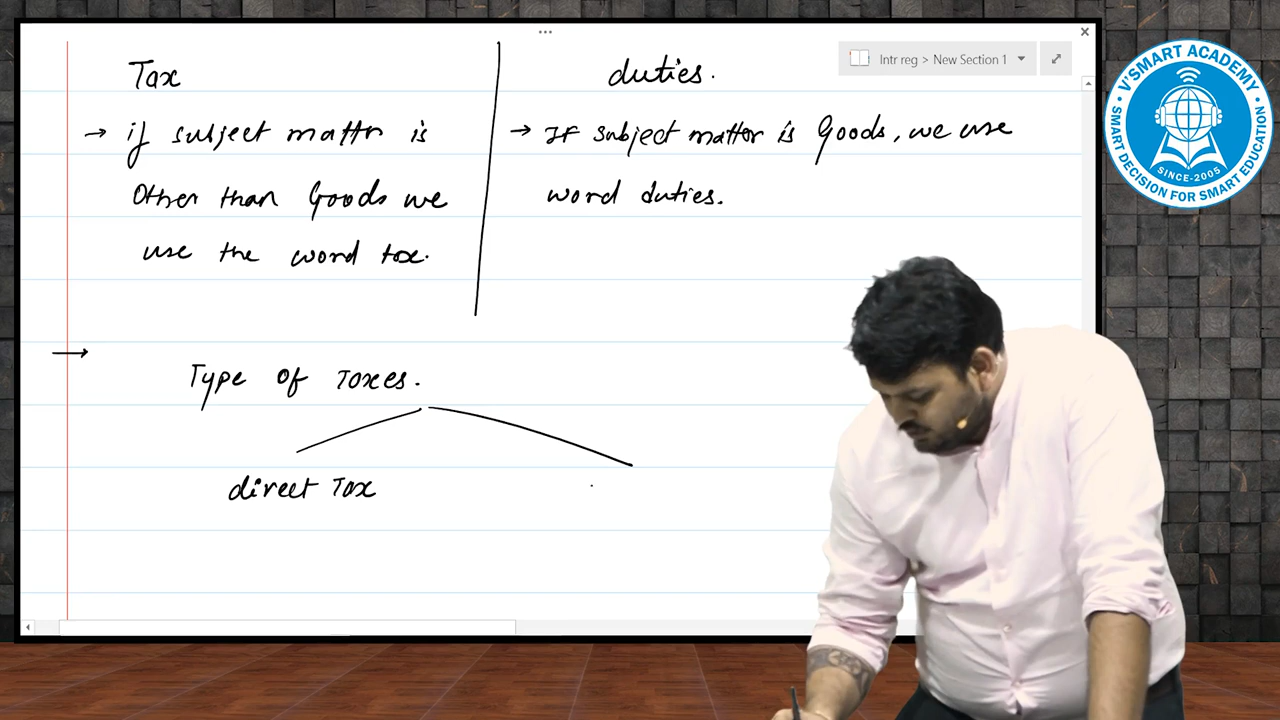 Tax
→ if subject matter is
Other than Goods we
use the word tax.
duties.
→ If subject matter is Goods, we use
word duties.
→
Type of Taxes.
direct Tax
Intr reg > New Section 1
V'SMART ACADEMY
SINCE-2005
SMART DECISION FOR SMART EDUCATION